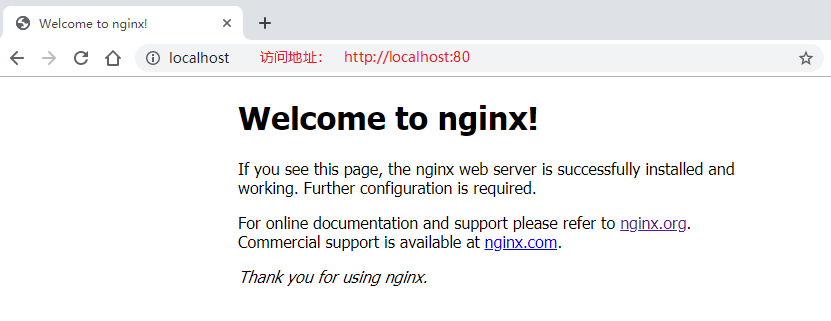 Welcome to nginx!
localhost 访问地址： http://localhost:80
Welcome to nginx!
If you see this page, the nginx web server is successfully installed and
working. Further configuration is required.
For online documentation and support please refer to nginx.org.
Commercial support is available at nginx.com.
Thank you for using nginx.